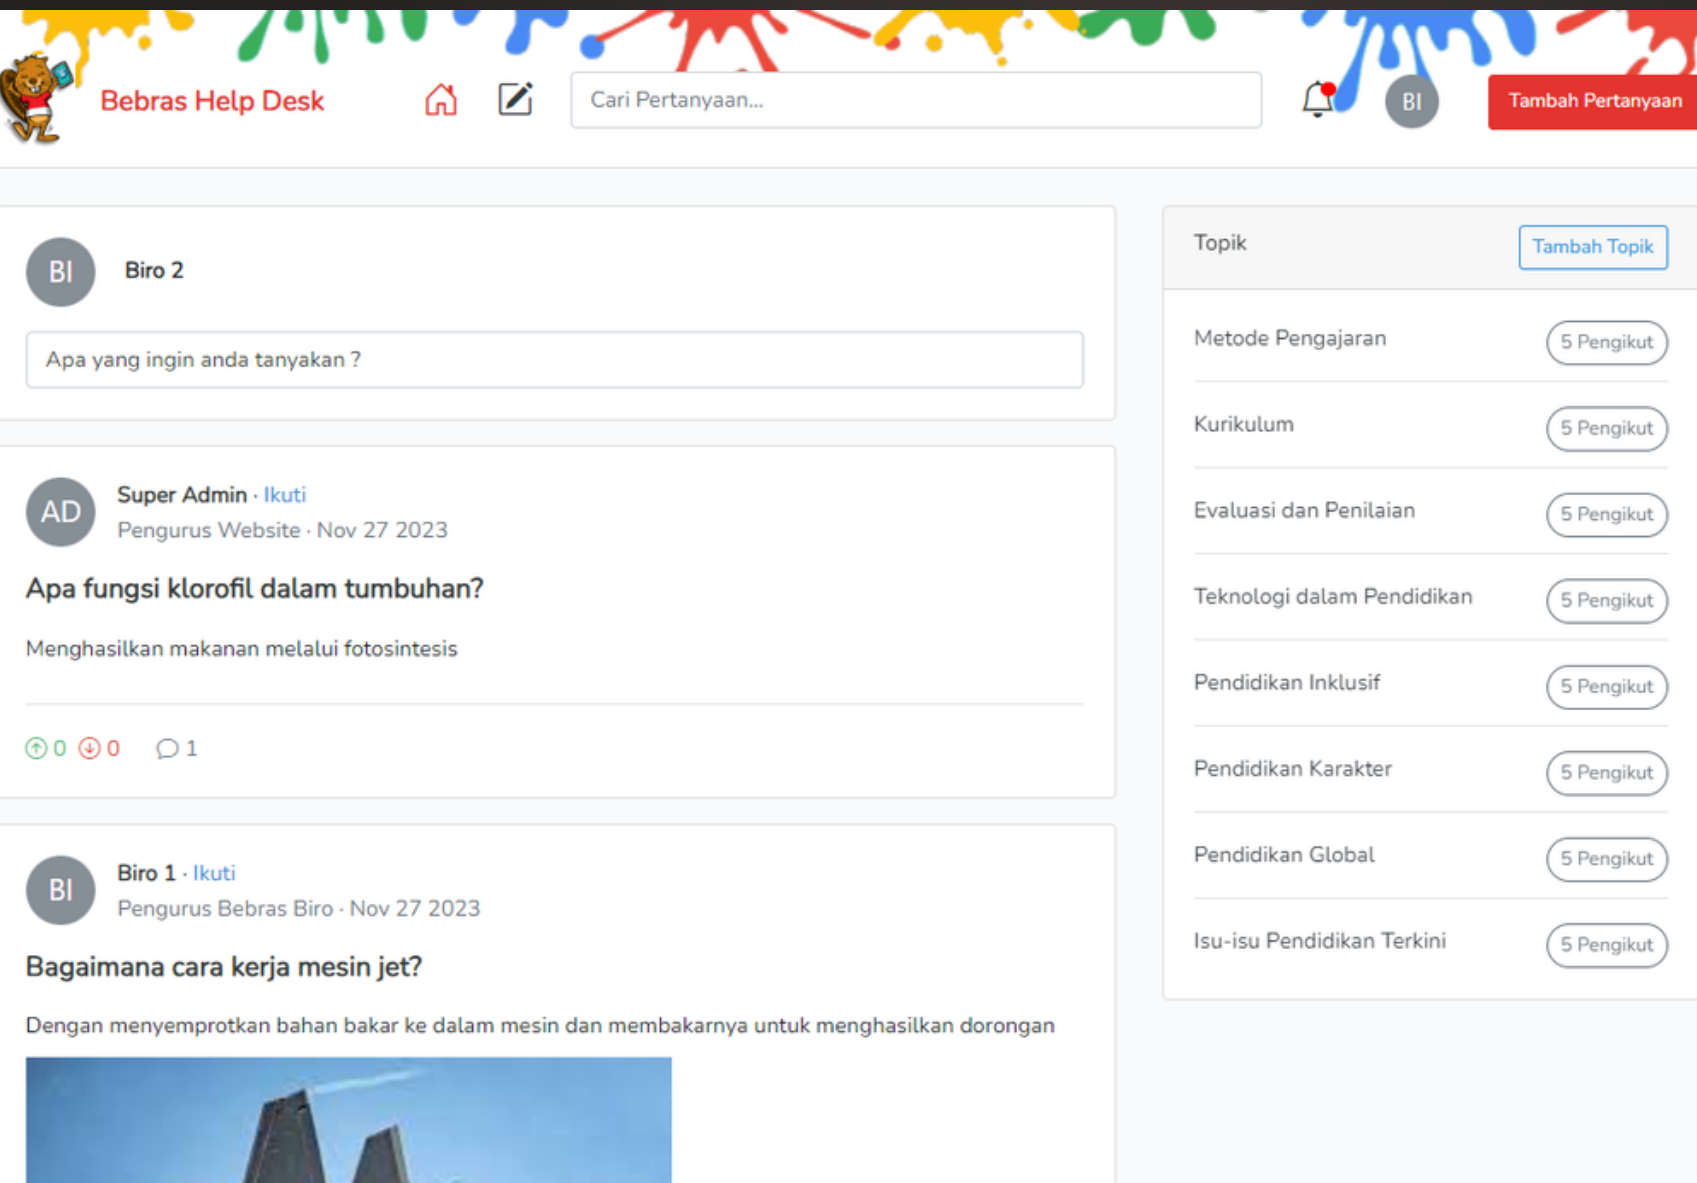 Bebras Help Desk
Cari Pertanyaan...
BI
Tambah Pertanyaan
BI
Biro 2
Apa yang ingin anda tanyakan ?
AD
Super Admin · Ikuti
Pengurus Website · Nov 27 2023
Apa fungsi klorofil dalam tumbuhan?
Menghasilkan makanan melalui fotosintesis
0 0 1
BI
Biro 1 · Ikuti
Pengurus Bebras Biro · Nov 27 2023
Bagaimana cara kerja mesin jet?
Dengan menyemprotkan bahan bakar ke dalam mesin dan membakarnya untuk menghasilkan dorongan
Topik
Tambah Topik
Metode Pengajaran
5 Pengikut
Kurikulum
5 Pengikut
Evaluasi dan Penilaian
5 Pengikut
Teknologi dalam Pendidikan
5 Pengikut
Pendidikan Inklusif
5 Pengikut
Pendidikan Karakter
5 Pengikut
Pendidikan Global
5 Pengikut
Isu-isu Pendidikan Terkini
5 Pengikut